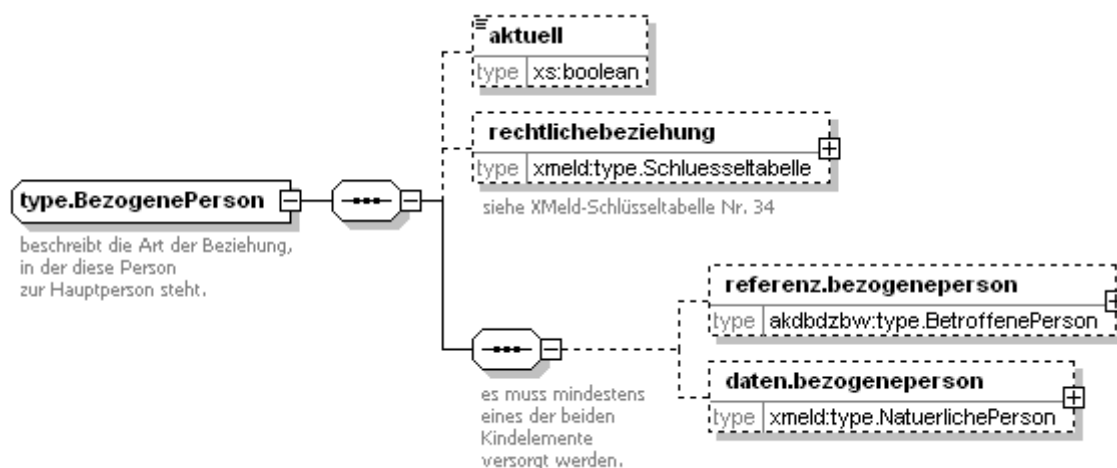 aktuell
type xs:boolean
rechtlichebeziehung
type xmeld:type.Schluesseltabelle
siehe XMeld-Schlüsseltabelle Nr. 34
type.BezogenePerson
beschreibt die Art der Beziehung,
in der diese Person
zur Hauptperson steht.
referenz.bezogeneperson
type akdbdzbw:type.BetroffenePerson
daten.bezogeneperson
type xmeld:type.NatuerlichePerson
es muss mindestens
eines der beiden
Kindelemente
versorgt werden.